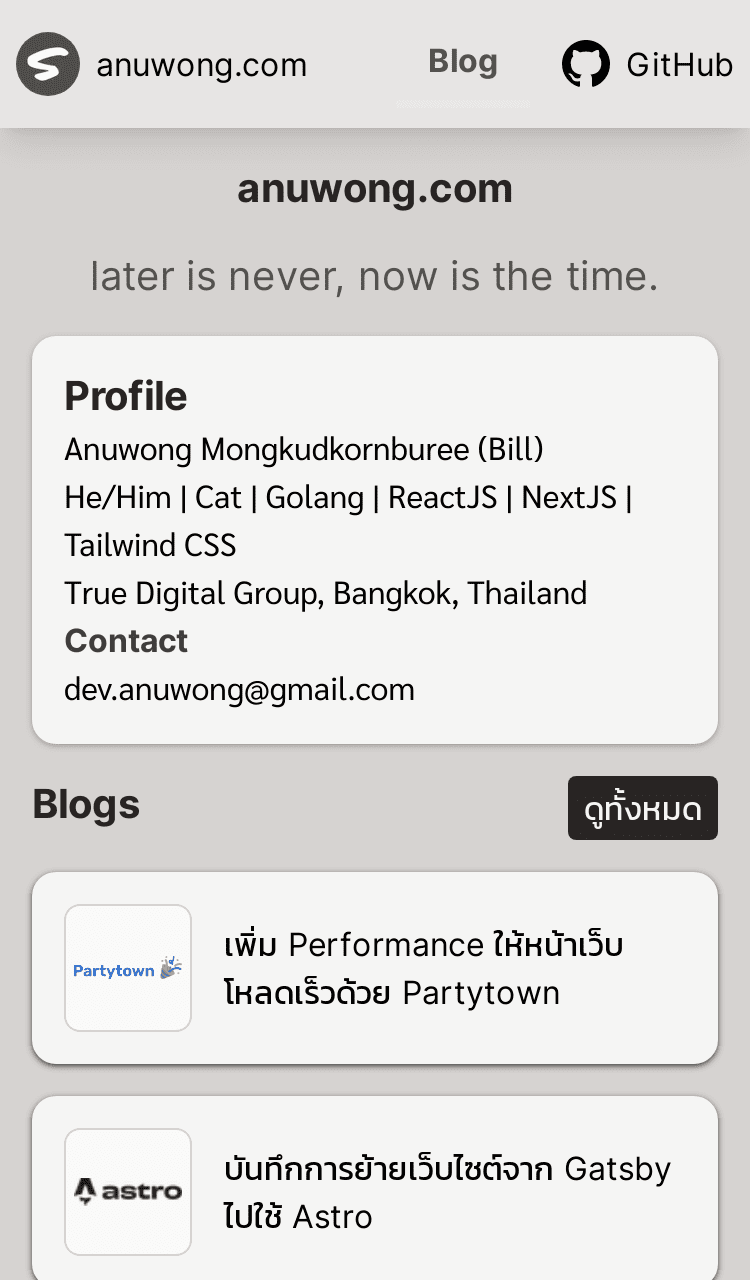 anuwong.com
Blog
GitHub
anuwong.com
later is never, now is the time.
Profile
Anuwong Mongkudkornburee (Bill)
He/Him | Cat | Golang | ReactJS | NextJS |
Tailwind CSS
True Digital Group, Bangkok, Thailand
Contact
dev.anuwong@gmail.com
Blogs
ดูทั้งหมด
Partytown
เพิ่ม Performance ให้หน้าเว็บ
โหลดเร็วด้วย Partytown
astro
บันทึกการย้ายเว็บไซต์จาก Gatsby
ไปใช้ Astro